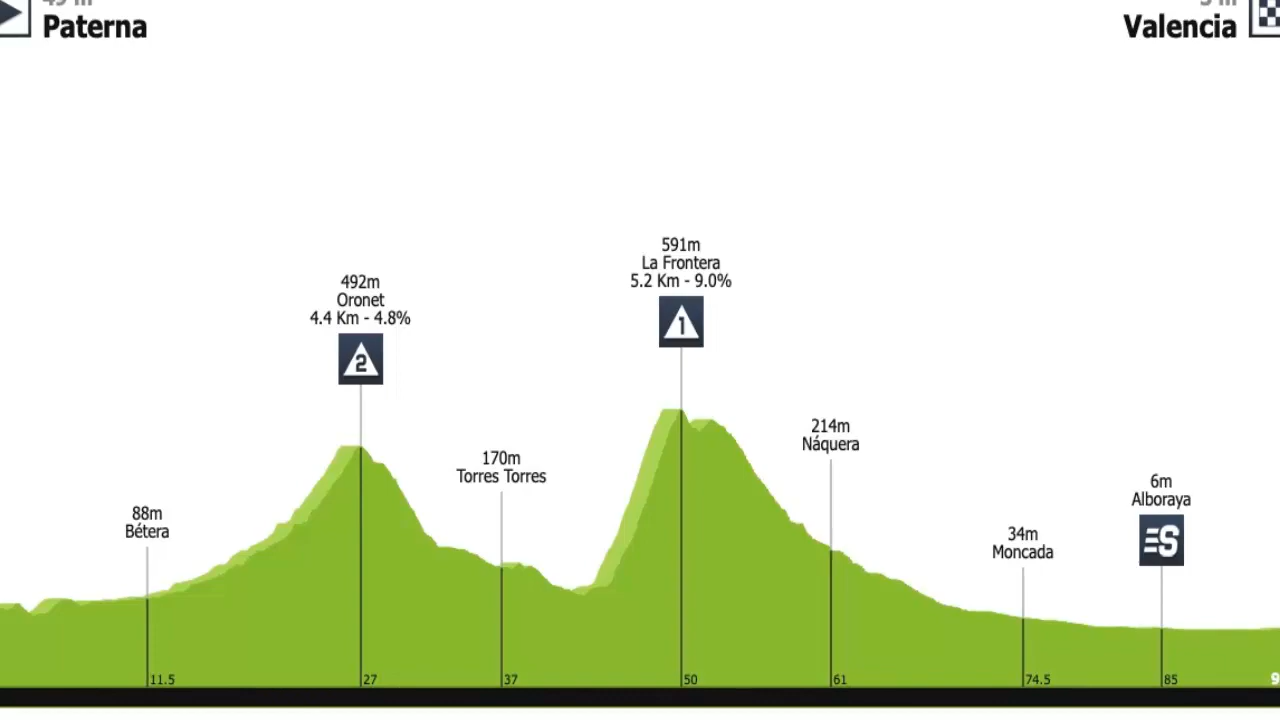 Paterna
Valencia
591m
La Frontera
5.2 Km - 9.0%
1
492m
Oronet
4.4 Km - 4.8%
2
214m
Náquera
170m
Torres Torres
6m
Alboraya
S
88m
Bétera
34m
Moncada
11.5
27
37
50
61
74.5
85